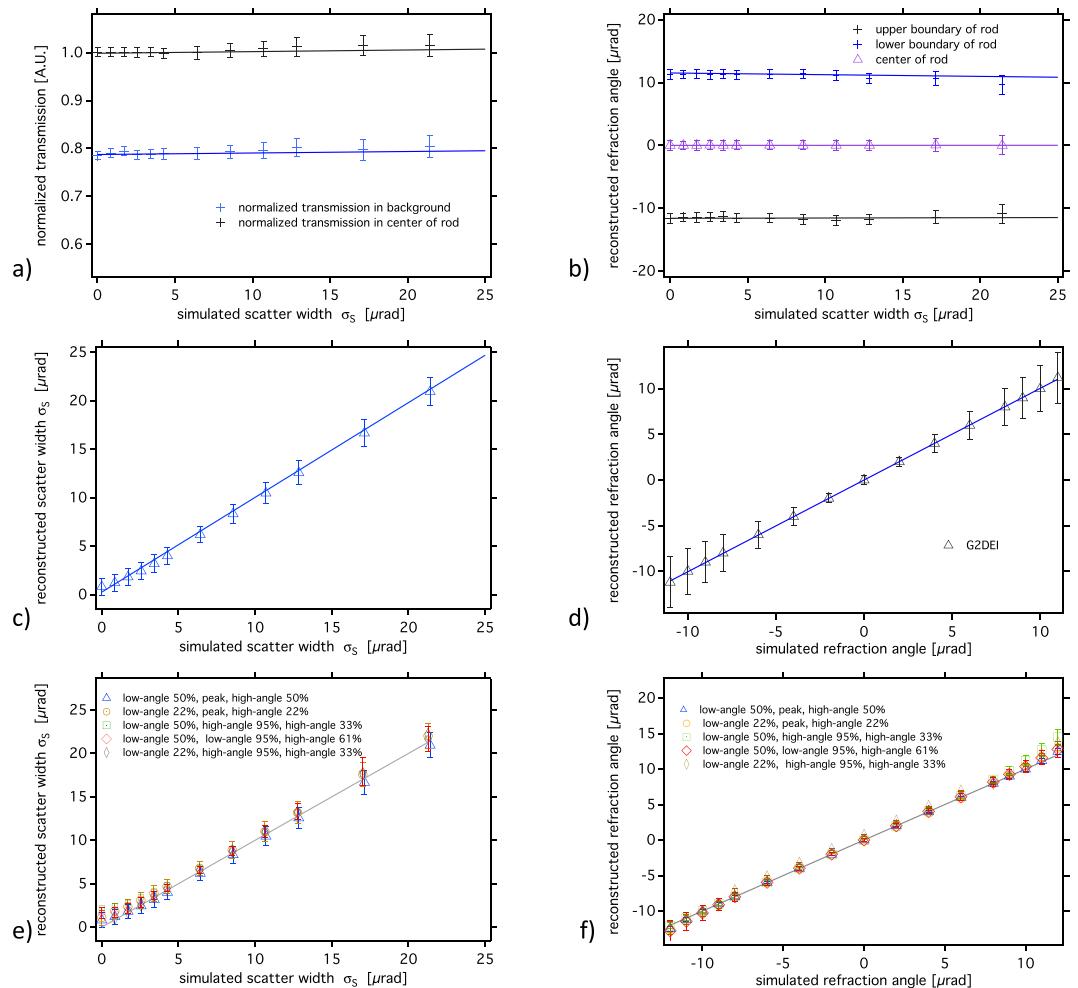 a)
normalized transmission [A.U.]
1.0
0.9
0.8
0.7
0.6
normalized transmission in background
normalized transmission in center of rod
0 5 10 15 20 25
simulated scatter width σS [µrad]
b)
reconstructed refraction angle [µrad]
20
10
0
-10
-20
upper boundary of rod
lower boundary of rod
center of rod
0 5 10 15 20 25
simulated scatter width σS [µrad]
c)
reconstructed scatter width σS [µrad]
25
20
15
10
5
0
0 5 10 15 20 25
simulated scatter width σS [µrad]
d)
reconstructed refraction angle [µrad]
10
5
0
-5
-10
G2DEI
-10 -5 0 5 10
simulated refraction angle [µrad]
e)
reconstructed scatter width σS [µrad]
25
20
15
10
5
0
low-angle 50%, peak, high-angle 50%
low-angle 22%, peak, high-angle 22%
low-angle 50%, high-angle 95%, high-angle 33%
low-angle 50%, low-angle 95%, high-angle 61%
low-angle 22%, high-angle 95%, high-angle 33%
0 5 10 15 20 25
simulated scatter width σS [µrad]
f)
reconstructed refraction angle [µrad]
20
15
10
5
0
-5
-10
low-angle 50%, peak, high-angle 50%
low-angle 22%, peak, high-angle 22%
low-angle 50%, high-angle 95%, high-angle 33%
low-angle 50%, low-angle 95%, high-angle 61%
low-angle 22%, high-angle 95%, high-angle 33%
-10 -5 0 5 10
simulated refraction angle [µrad]